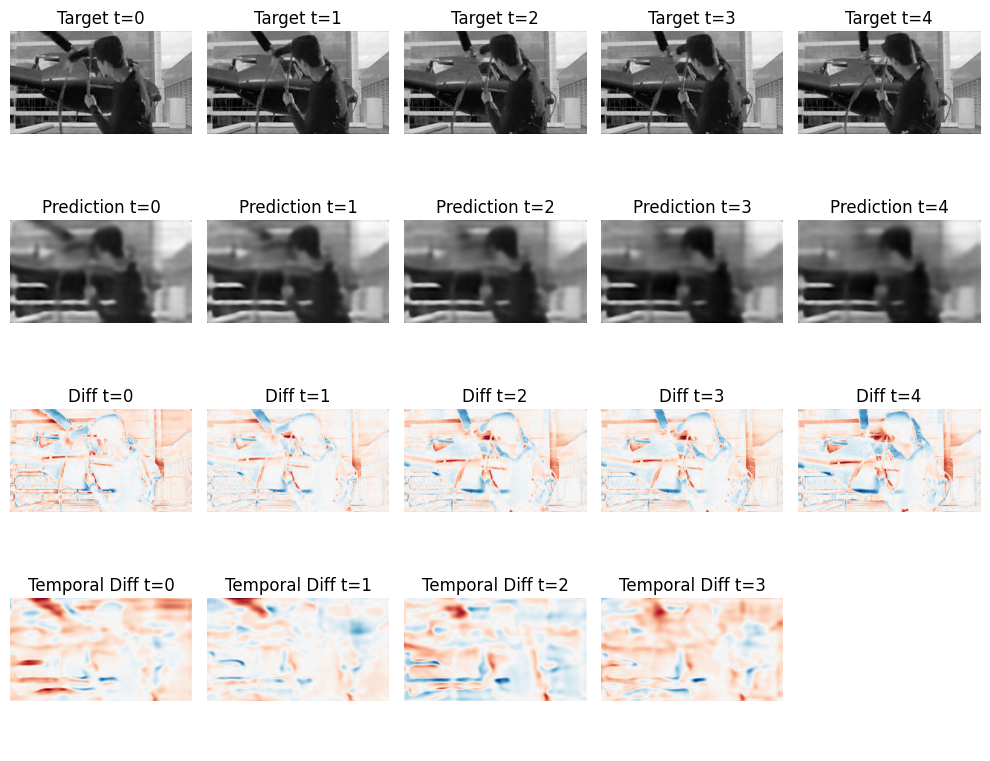 Target t=0 Target t=1 Target t=2 Target t=3 Target t=4
Prediction t=0 Prediction t=1 Prediction t=2 Prediction t=3 Prediction t=4
Diff t=0 Diff t=1 Diff t=2 Diff t=3 Diff t=4
Temporal Diff t=0 Temporal Diff t=1 Temporal Diff t=2 Temporal Diff t=3